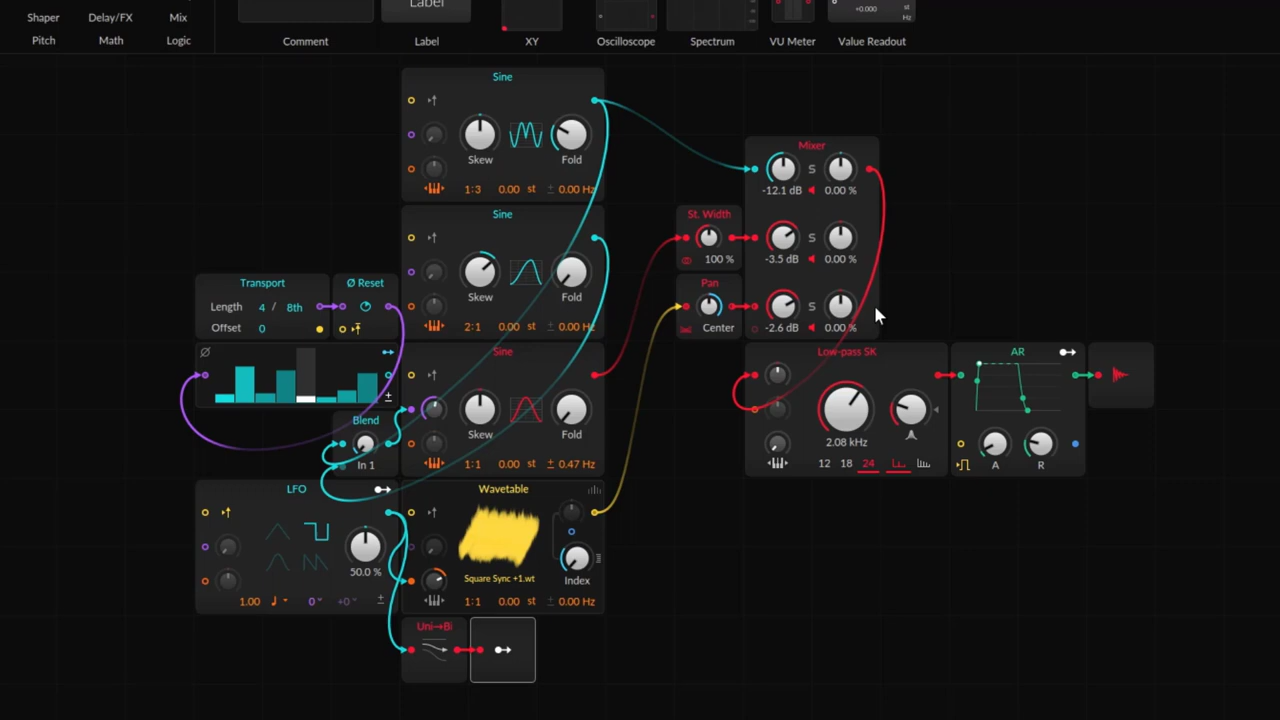 Shaper
Delay/FX
Mix
Label
+0.000
st
Hz
Pitch
Math
Logic
Comment
Label
XY
Oscilloscope
Spectrum
VU Meter
Value Readout
Sine
Skew
Fold
1:3 0.00 st ± 0.00 Hz
Sine
Skew
Fold
2:1 0.00 st ± 0.00 Hz
Mixer
S
-12.1 dB
0.00 %
S
-3.5 dB
0.00 %
S
-2.6 dB
0.00 %
St. Width
100 %
Pan
Center
Transport
Length 4 / 8th
Offset 0
Ø Reset
Ø
±
Sine
Skew
Fold
1:1 0.00 st ± 0.47 Hz
Blend
In 1
Low-pass SK
2.08 kHz
12 18 24
AR
A
R
LFO
50.0 %
1.00
0
+0
±
Wavetable
Square Sync +1.wt
Index
1:1 0.00 st ± 0.00 Hz
Uni→Bi